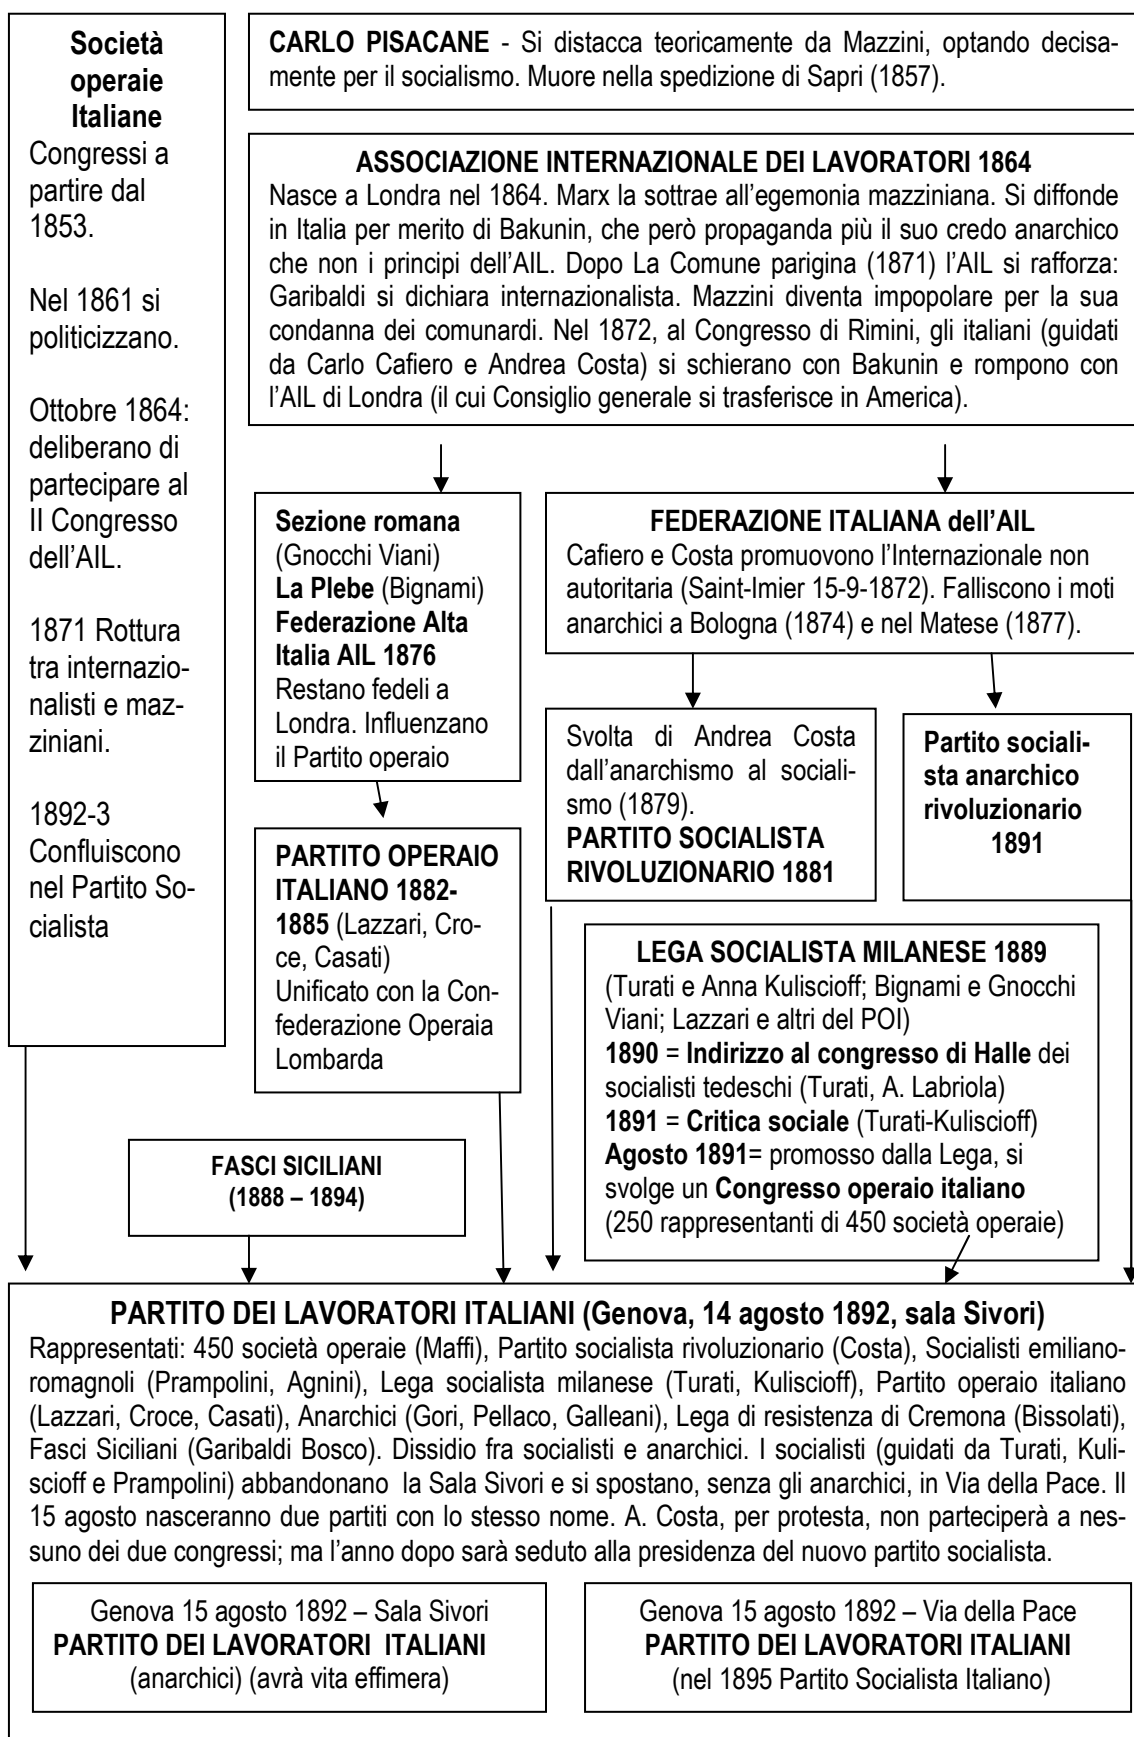 Società
operaie
Italiane
Congressi a
partire dal
1853.
Nel 1861 si
politicizzano.
Ottobre 1864:
deliberano di
partecipare al
II Congresso
dell’AIL.
1871 Rottura
tra internazio-
nalisti e maz-
ziniani.
1892-3
Confluiscono
nel Partito So-
cialista
CARLO PISACANE - Si distacca teoricamente da Mazzini, optando decisa-
mente per il socialismo. Muore nella spedizione di Sapri (1857).
ASSOCIAZIONE INTERNAZIONALE DEI LAVORATORI 1864
Nasce a Londra nel 1864. Marx la sottrae all’egemonia mazziniana. Si diffonde
in Italia per merito di Bakunin, che però propaganda più il suo credo anarchico
che non i principi dell’AIL. Dopo La Comune parigina (1871) l’AIL si rafforza:
Garibaldi si dichiara internazionalista. Mazzini diventa impopolare per la sua
condanna dei comunardi. Nel 1872, al Congresso di Rimini, gli italiani (guidati
da Carlo Cafiero e Andrea Costa) si schierano con Bakunin e rompono con
l’AIL di Londra (il cui Consiglio generale si trasferisce in America).
Sezione romana
(Gnocchi Viani)
La Plebe (Bignami)
Federazione Alta
Italia AIL 1876
Restano fedeli a
Londra. Influenzano
il Partito operaio
FEDERAZIONE ITALIANA dell’AIL
Cafiero e Costa promuovono l’Internazionale non
autoritaria (Saint-Imier 15-9-1872). Falliscono i moti
anarchici a Bologna (1874) e nel Matese (1877).
Svolta di Andrea Costa
dall’anarchismo al sociali-
smo (1879).
PARTITO SOCIALISTA
RIVOLUZIONARIO 1881
Partito sociali-
sta anarchico
rivoluzionario
1891
PARTITO OPERAIO
ITALIANO 1882-
1885 (Lazzari, Cro-
ce, Casati)
Unificato con la Con-
federazione Operaia
Lombarda
LEGA SOCIALISTA MILANESE 1889
(Turati e Anna Kuliscioff; Bignami e Gnocchi
Viani; Lazzari e altri del POI)
1890 = Indirizzo al congresso di Halle dei
socialisti tedeschi (Turati, A. Labriola)
1891 = Critica sociale (Turati-Kuliscioff)
Agosto 1891= promosso dalla Lega, si
svolge un Congresso operaio italiano
(250 rappresentanti di 450 società operaie)
FASCI SICILIANI
(1888 – 1894)
PARTITO DEI LAVORATORI ITALIANI (Genova, 14 agosto 1892, sala Sivori)
Rappresentati: 450 società operaie (Maffi), Partito socialista rivoluzionario (Costa), Socialisti emiliano-
romagnoli (Prampolini, Agnini), Lega socialista milanese (Turati, Kuliscioff), Partito operaio italiano
(Lazzari, Croce, Casati), Anarchici (Gori, Pellaco, Galleani), Lega di resistenza di Cremona (Bissolati),
Fasci Siciliani (Garibaldi Bosco). Dissidio fra socialisti e anarchici. I socialisti (guidati da Turati, Kuli-
scioff e Prampolini) abbandonano la Sala Sivori e si spostano, senza gli anarchici, in Via della Pace. Il
15 agosto nasceranno due partiti con lo stesso nome. A. Costa, per protesta, non parteciperà a nes-
suno dei due congressi; ma l’anno dopo sarà seduto alla presidenza del nuovo partito socialista.
Genova 15 agosto 1892 – Sala Sivori
PARTITO DEI LAVORATORI ITALIANI
(anarchici) (avrà vita effimera)
Genova 15 agosto 1892 – Via della Pace
PARTITO DEI LAVORATORI ITALIANI
(nel 1895 Partito Socialista Italiano)